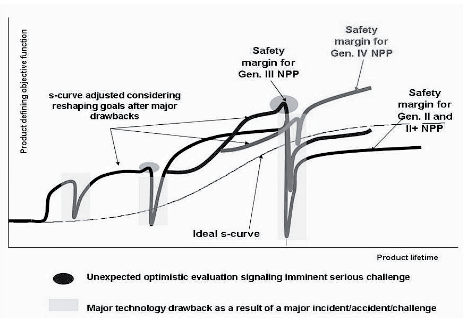 Product defining objective function
Safety
margin for
Gen. III NPP
Safety
margin for
Gen. IV NPP
s-curve adjusted considering
reshaping goals after major
drawbacks
Safety
margin for
Gen. II and
II+ NPP
Ideal s-curve
Product lifetime
Unexpected optimistic evaluation signaling imminent serious challenge
Major technology drawback as a result of a major incident/accident/challenge